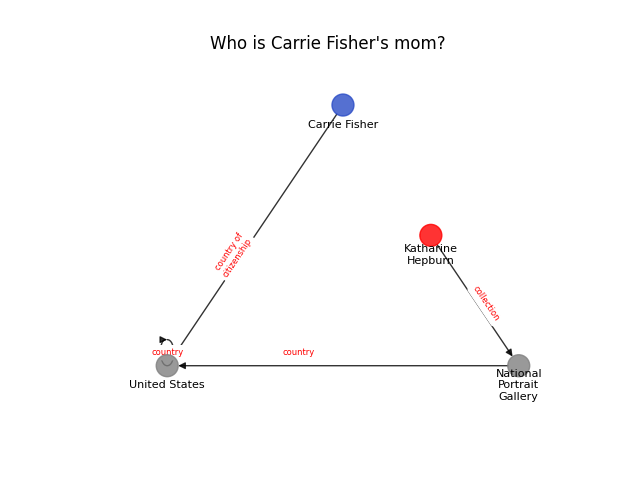 Who is Carrie Fisher's mom?
Carrie Fisher
country of
citizenship
Katharine
Hepburn
collection
country
country
United States
National
Portrait
Gallery